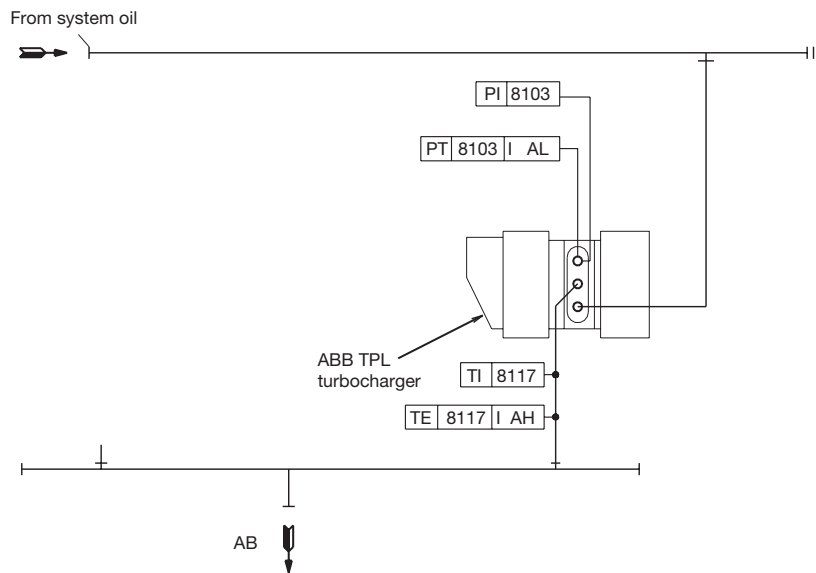 From system oil
PI 8103
PT 8103 I AL
ABB TPL
turbocharger
TI 8117
TE 8117 I AH
AB